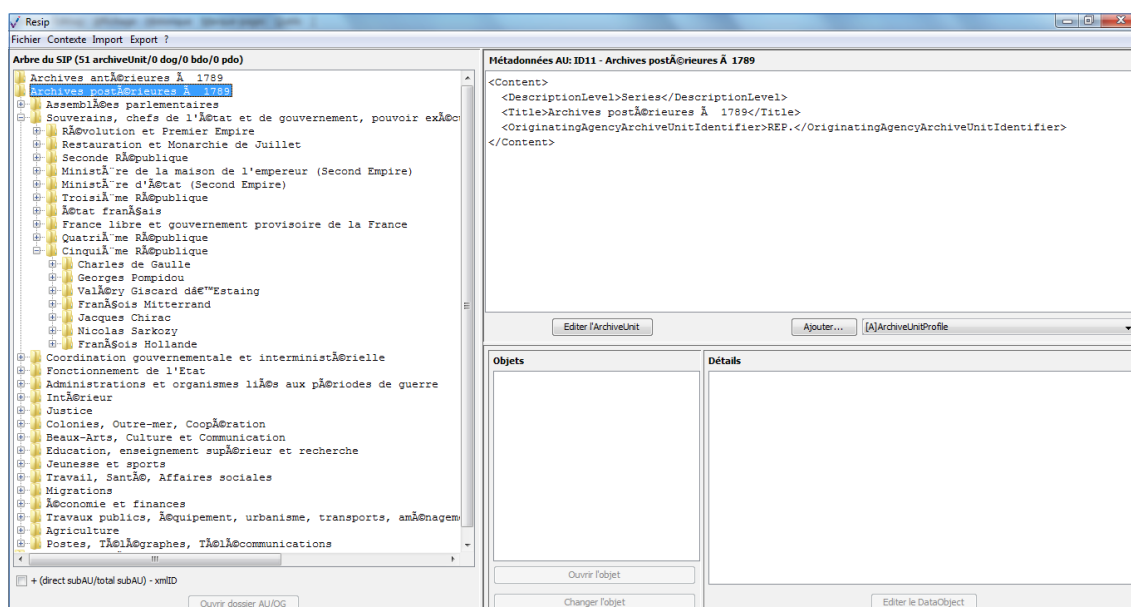 Resip
Fichier Contexte Import Export ?
Arbre du SIP (51 archiveUnit/0 dog/0 bdo/0 pdo)
Archives antÃ©rieures Ã  1789
Archives postÃ©rieures Ã  1789
AssemblÃ©es parlementaires
Souverains, chefs de l'Ã©tat et de gouvernement, pouvoir exÃ©cu
RÃ©volution et Premier Empire
Restauration et Monarchie de Juillet
Seconde RÃ©publique
MinistÃ¨re de la maison de l'empereur (Second Empire)
MinistÃ¨re d'Ã©tat (Second Empire)
TroisiÃ¨me RÃ©publique
Ã©tat franÃ§ais
France libre et gouvernement provisoire de la France
QuatriÃ¨me RÃ©publique
CinquiÃ¨me RÃ©publique
Charles de Gaulle
Georges Pompidou
ValÃ©ry Giscard dâ€™Estaing
FranÃ§ois Mitterrand
Jacques Chirac
Nicolas Sarkozy
FranÃ§ois Hollande
Coordination gouvernementale et interministÃ©rielle
Fonctionnement de l'Etat
Administrations et organismes liÃ©s aux pÃ©riodes de guerre
IntÃ©rieur
Justice
Colonies, Outre-mer, CoopÃ©ration
Beaux-Arts, Culture et Communication
Education, enseignement supÃ©rieur et recherche
Jeunesse et sports
Travail, SantÃ©, Affaires sociales
Migrations
Ã©conomie et finances
Travaux publics, Ã©quipement, urbanisme, transports, amÃ©nagem
Agriculture
Postes, TÃ©lÃ©graphes, TÃ©lÃ©communications
+ (direct subAU/total subAU) - xmlID
Ouvrir dossier AU/OG
Métadonnées AU: ID11 - Archives postÃ©rieures Ã  1789
<Content>
<DescriptionLevel>Series</DescriptionLevel>
<Title>Archives postÃ©rieures Ã  1789</Title>
<OriginatingAgencyArchiveUnitIdentifier>REP.</OriginatingAgencyArchiveUnitIdentifier>
</Content>
Editer l'ArchiveUnit
Ajouter...
[A]ArchiveUnitProfile
Objets
Détails
Ouvrir l'objet
Changer l'objet
Editer le DataObject